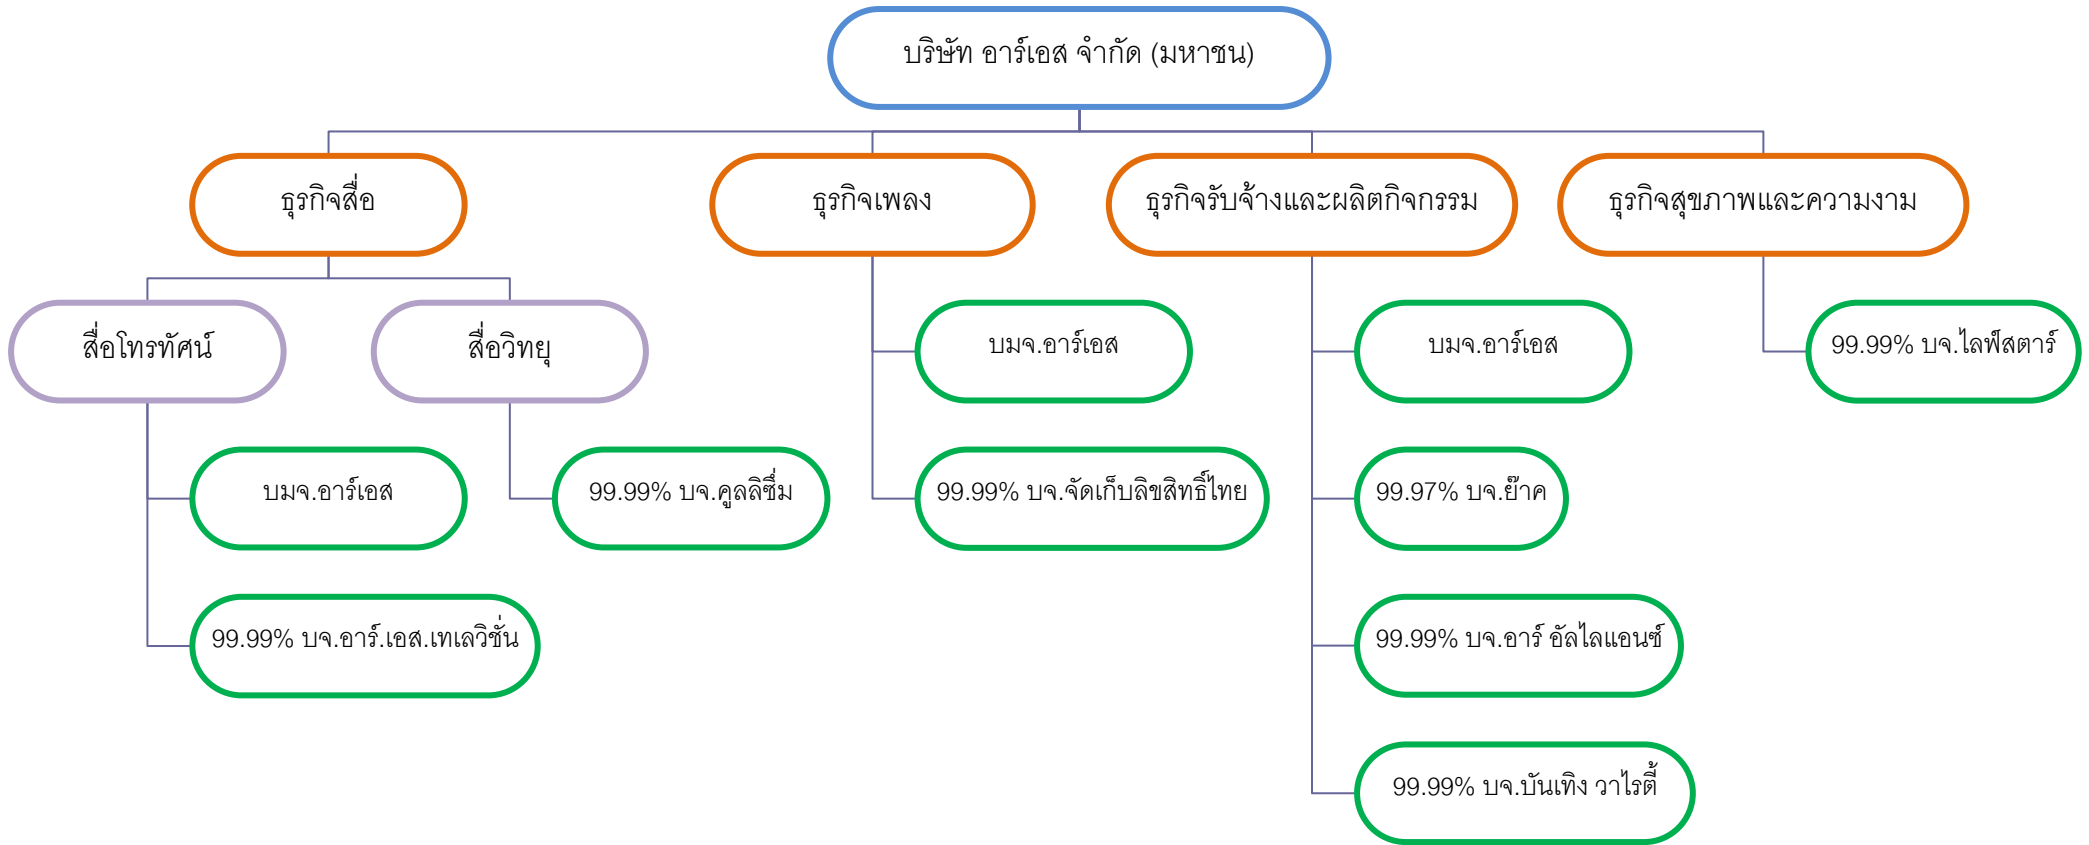 บริษัท อาร์เอส จำกัด (มหาชน)
ธุรกิจสื่อ
ธุรกิจเพลง
ธุรกิจรับจ้างและผลิตกิจกรรม
ธุรกิจสุขภาพและความงาม
สื่อโทรทัศน์
สื่อวิทยุ
บมจ.อาร์เอส
บมจ.อาร์เอส
99.99% บจ.ไลฟ์สตาร์
บมจ.อาร์เอส
99.99% บจ.คูลลิซึ่ม
99.99% บจ.จัดเก็บลิขสิทธิ์ไทย
99.97% บจ.ย๊าค
99.99% บจ.อาร์.เอส.เทเลวิชั่น
99.99% บจ.อาร์ อัลไลแอนซ์
99.99% บจ.บันเทิง วาไรตี้